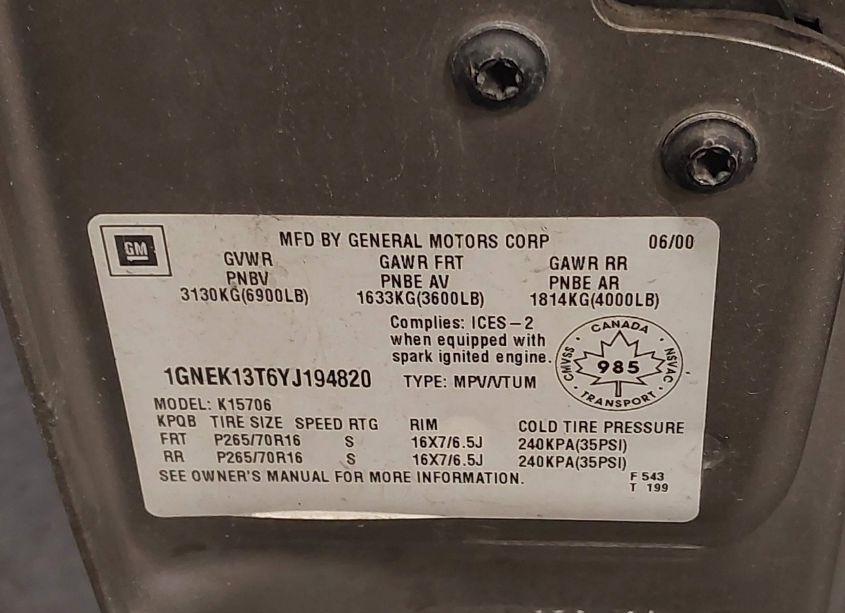 GM
MFD BY GENERAL MOTORS CORP 06/00
GVWR GAWR FRT GAWR RR
PNBV PNBE AV PNBE AR
3130KG(6900LB) 1633KG(3600LB) 1814KG(4000LB)
Complies: ICES-2
when equipped with
spark ignited engine.
CANADA
CMVSS 985 NSVAC
TRANSPORT
1GNEK13T6YJ194820 TYPE: MPV/VTUM
MODEL: K15706
KPQB TIRE SIZE SPEED RTG RIM COLD TIRE PRESSURE
FRT P265/70R16 S 16X7/6.5J 240KPA(35PSI)
RR P265/70R16 S 16X7/6.5J 240KPA(35PSI)
SEE OWNER'S MANUAL FOR MORE INFORMATION.
F 543
T 199